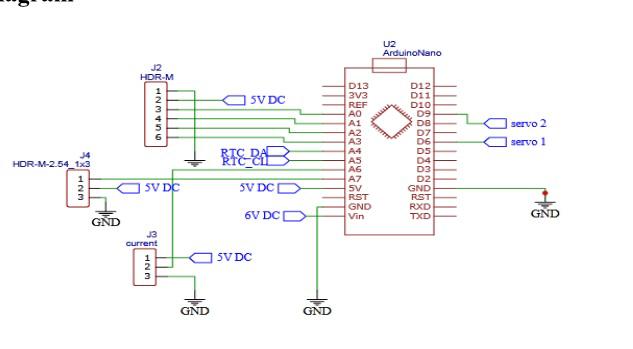 U2
ArduinoNano
J2
HDR-M
1
2
3
4
5
6
5V DC
D13
3V3
REF
A0
A1
A2
A3
A4
A5
A6
A7
5V
RST
GND
Vin
D12
D11
D10
D9
D8
D7
D6
D5
D4
D3
D2
GND
RST
RXD
TXD
servo 2
servo 1
RTC_DA
J4
HDR-M-2.54_1x3
1
2
3
5V DC
GND
5V DC
6V DC
J3
current
1
2
3
5V DC
GND
GND
GND